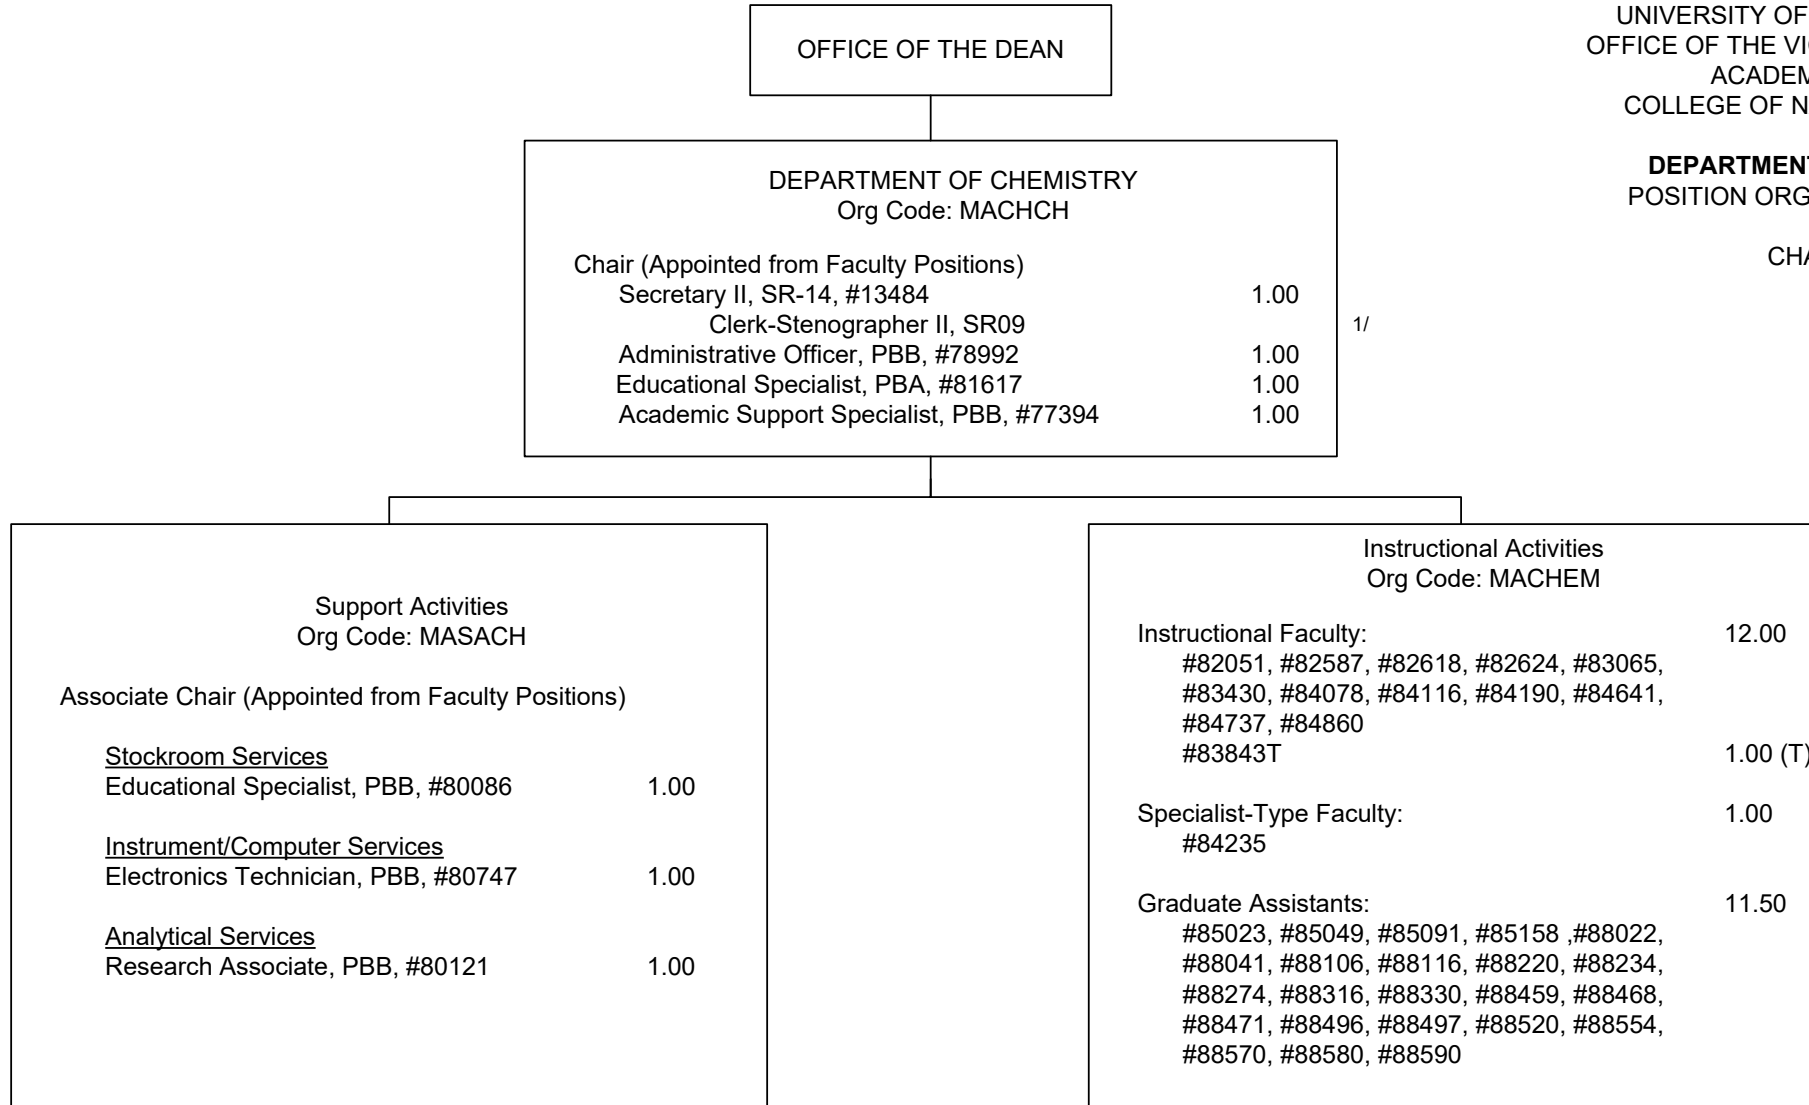 OFFICE OF THE DEAN
UNIVERSITY OF
OFFICE OF THE
COLLEGE OF
POSITION
DEPARTMENT OF CHEMISTRY
Org Code: MACHCH
Chair (Appointed from Faculty Positions)
Secretary II, SR-14, #13484 1.00
Clerk-Stenographer II, SR09 1/
Administrative Officer, PBB, #78992 1.00
Educational Specialist, PBA, #81617 1.00
Academic Support Specialist, PBB, #77394 1.00
Support Activities
Org Code: MASACH
Associate Chair (Appointed from Faculty Positions)
Stockroom Services
Educational Specialist, PBB, #80086 1.00
Instrument/Computer Services
Electronics Technician, PBB, #80747 1.00
Analytical Services
Research Associate, PBB, #80121 1.00
Instructional Activities
Org Code: MACHEM
Instructional Faculty: 12.00
#82051, #82587, #82618, #82624, #83065,
#83430, #84078, #84116, #84190, #84641,
#84737, #84860
#83843T 1.00 (T)
Specialist-Type Faculty: 1.00
#84235
Graduate Assistants: 11.50
#85023, #85049, #85091, #85158 ,#88022,
#88041, #88106, #88116, #88220, #88234,
#88274, #88316, #88330, #88459, #88468,
#88471, #88496, #88497, #88520, #88554,
#88570, #88580, #88590